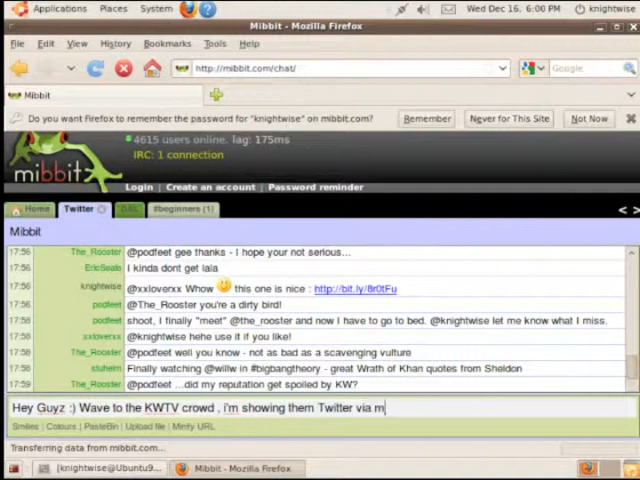 Applications Places System Wed Dec 16, 6:00 PM knightwise
Mibbit - Mozilla Firefox
File Edit View History Bookmarks Tools Help
http://mibbit.com/chat/ Google
Mibbit
Do you want Firefox to remember the password for "knightwise" on mibbit.com? Remember Never for This Site Not Now
4615 users online. lag: 175ms
IRC: 1 connection
mibbit
Login | Create an account | Password reminder
Home Twitter #beginners (1) < >
Mibbit
17:56 The_Rooster @podfeet gee thanks - I hope your not serious...
17:56 EricSeals I kinda dont get lala
17:56 knightwise @xxloverxx Whow this one is nice : http://bit.ly/8r0tFu
17:56 podfeet @The_Rooster you're a dirty bird!
17:58 podfeet shoot, I finally "meet" @the_rooster and now I have to go to bed. @knightwise let me know what I miss.
17:58 xxloverxx @knightwise hehe use it if you like!
17:58 The_Rooster @podfeet well you know - not as bad as a scavenging vulture
17:58 stuhelm Finally watching @willw in #bigbangtheory - great Wrath of Khan quotes from Sheldon
17:59 The_Rooster @podfeet ...did my reputation get spoiled by KW?
Hey Guyz :) Wave to the KWTV crowd , i'm showing them Twitter via m
Smilies | Colours | PasteBin | Upload file | Minify URL
Transferring data from mibbit.com...
[knightwise@Ubuntu9... Mibbit - Mozilla Firefox